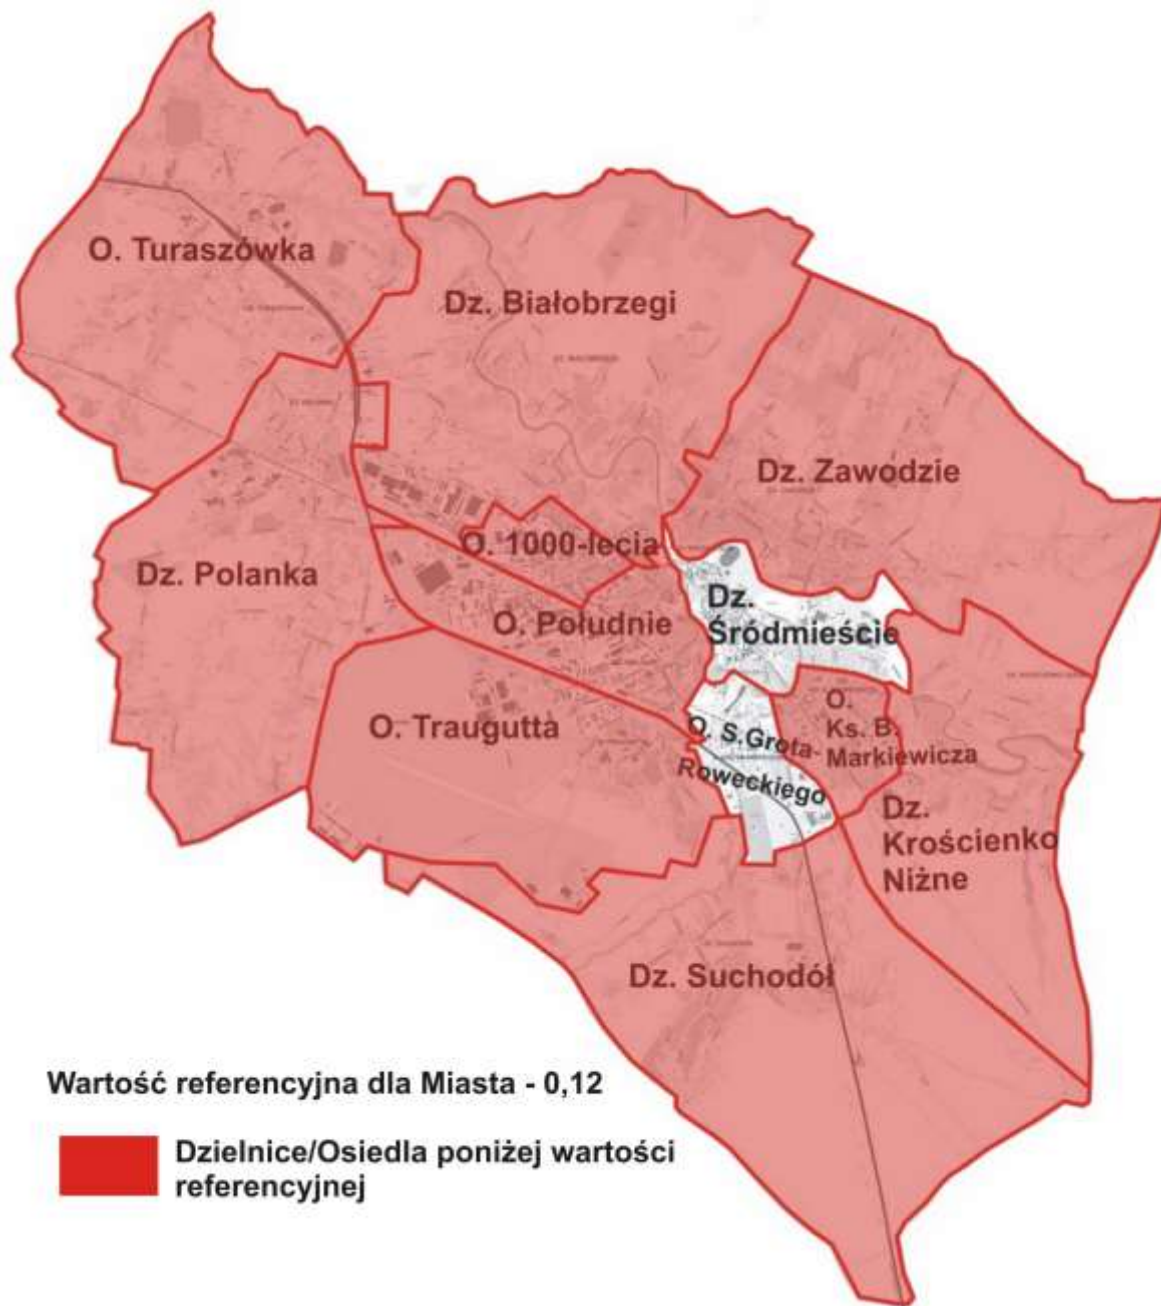 O. Turaszówka
Dz. Białobrzegi
Dz. Zawodzie
O. 1000-lecia
Dz. Polanka
Dz.
Śródmieście
O. Południe
O.
Ks. B.
Markiewicza
O. Traugutta
O. S.Grota-
Roweckiego
Dz.
Krościenko
Niżne
Dz. Suchodół
Wartość referencyjna dla Miasta - 0,12
Dzielnice/Osiedla poniżej wartości
referencyjnej